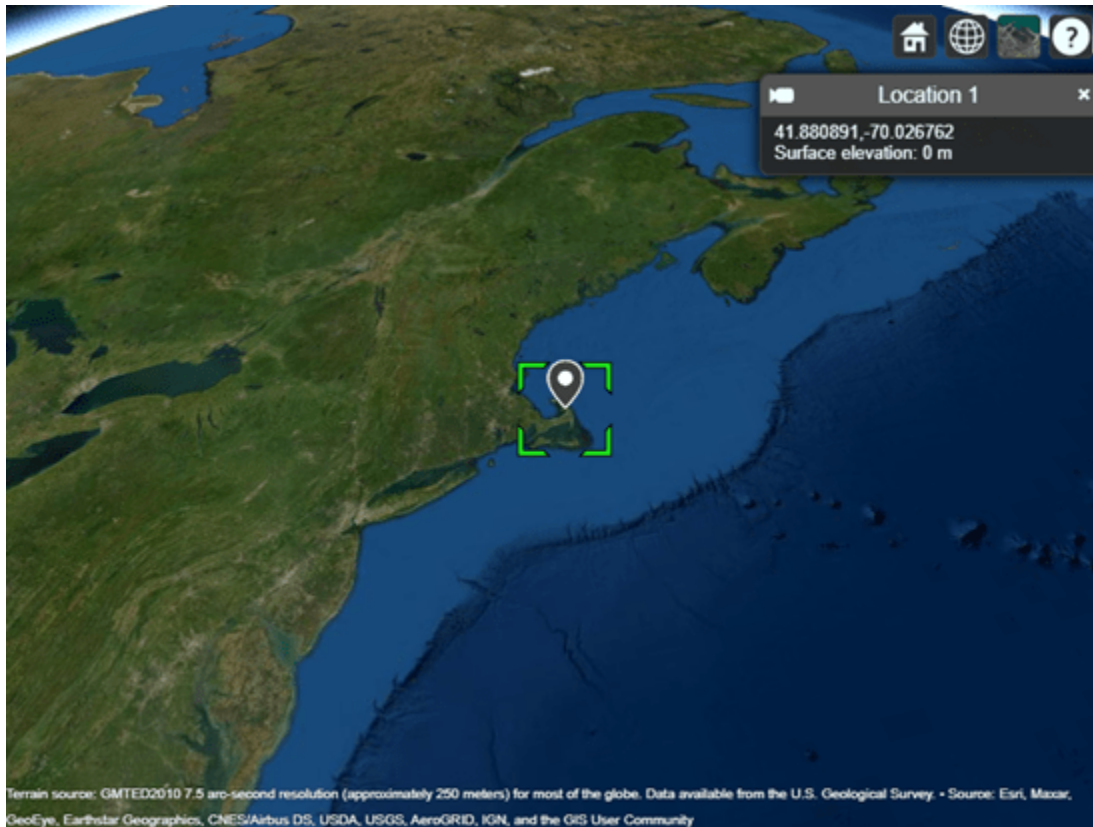 ?
Location 1
×
41.880891,-70.026762
Surface elevation: 0 m
Terrain source: GMTED2010 7.5 arc-second resolution (approximately 250 meters) for most of the globe. Data available from the U.S. Geological Survey. • Source: Esri, Maxar,
GeoEye, Earthstar Geographics, CNES/Airbus DS, USDA, USGS, AeroGRID, IGN, and the GIS User Community